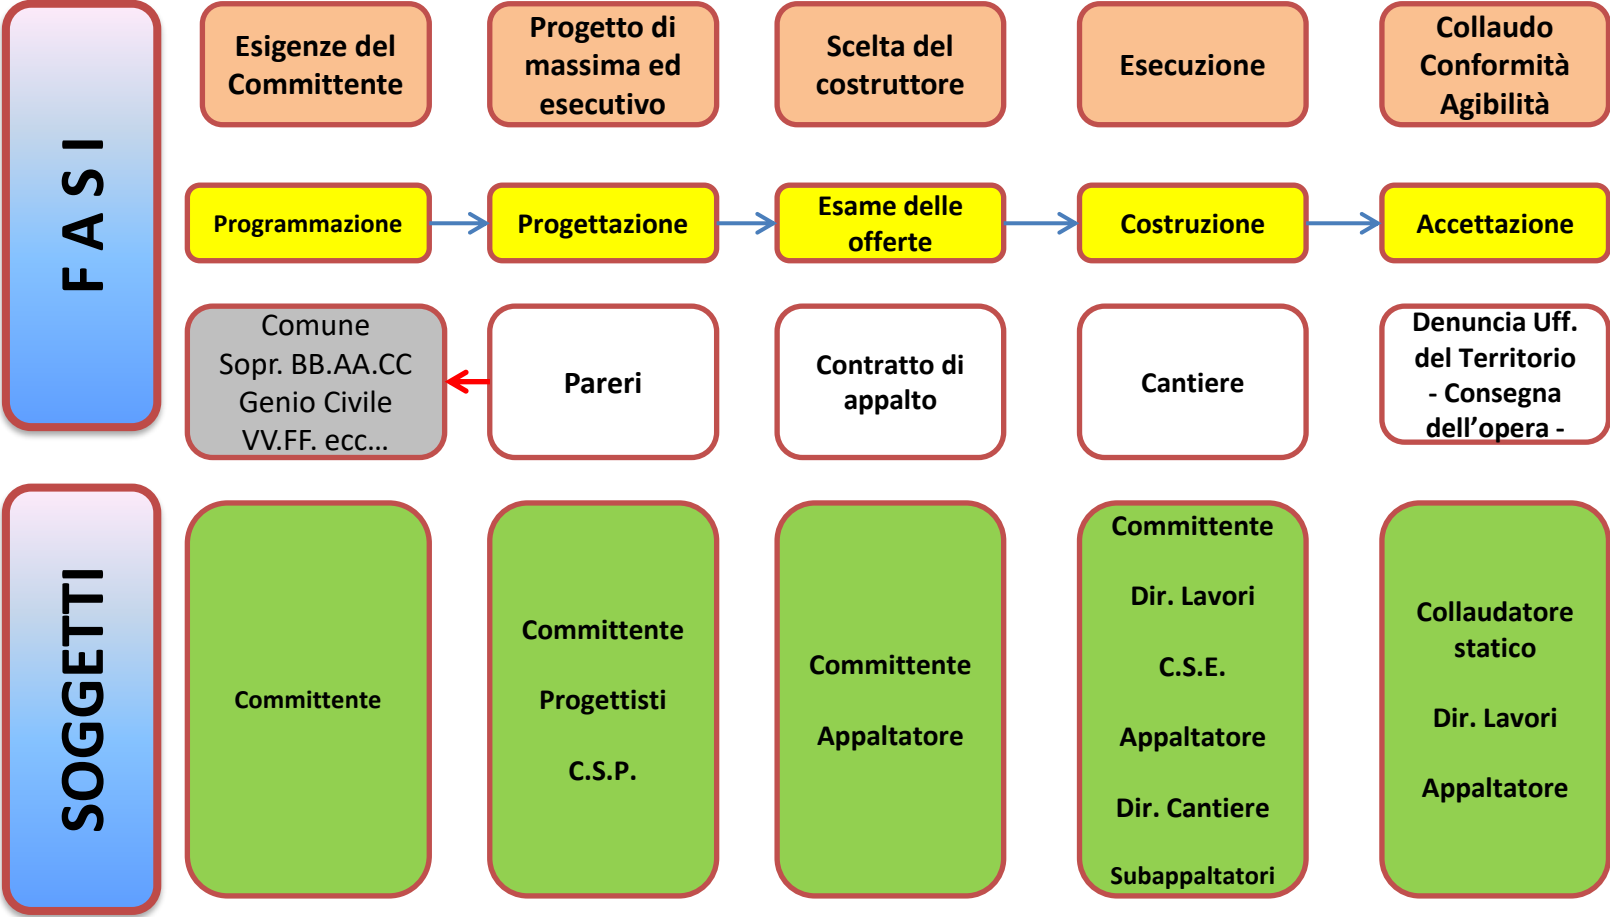 F A S I
Esigenze del
Committente
Progetto di
massima ed
esecutivo
Scelta del
costruttore
Esecuzione
Collaudo
Conformità
Agibilità
Programmazione
Progettazione
Esame delle
offerte
Costruzione
Accettazione
Comune
Sopr. BB.AA.CC
Genio Civile
VV.FF. ecc...
Pareri
Contratto di
appalto
Cantiere
Denuncia Uff.
del Territorio
- Consegna
dell’opera -
SOGGETTI
Committente
Committente
Progettisti
C.S.P.
Committente
Appaltatore
Committente
Dir. Lavori
C.S.E.
Appaltatore
Dir. Cantiere
Subappaltatori
Collaudatore
statico
Dir. Lavori
Appaltatore